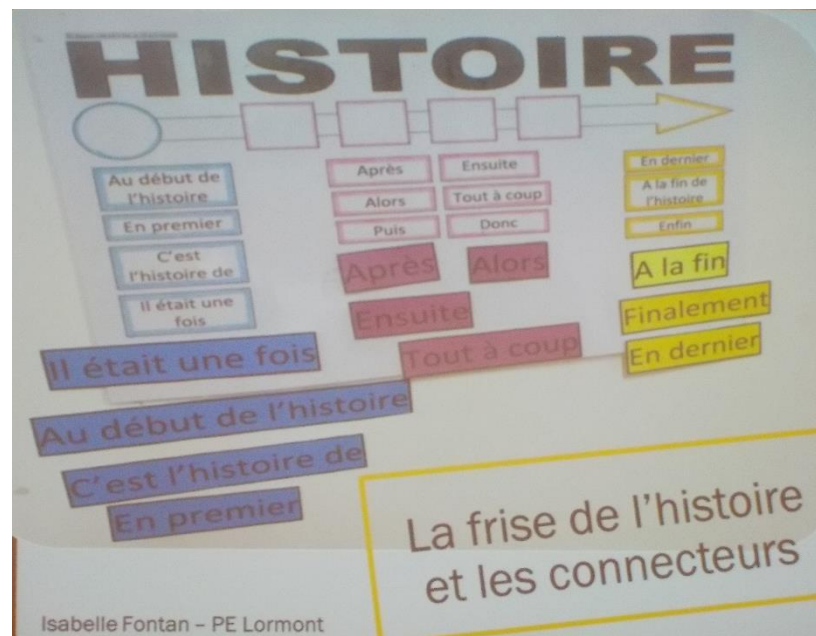 HISTOIRE
Au début de
l'histoire
En premier
C'est
l'histoire de
Il était une
fois
Après
Alors
Puis
Ensuite
Tout à coup
Donc
En dernier
A la fin de
l'histoire
Enfin
Après
Alors
Ensuite
Tout à coup
A la fin
Finalement
En dernier
Il était une fois
Au début de l'histoire
C'est l'histoire de
En premier
La frise de l'histoire
et les connecteurs
Isabelle Fontan – PE Lormont